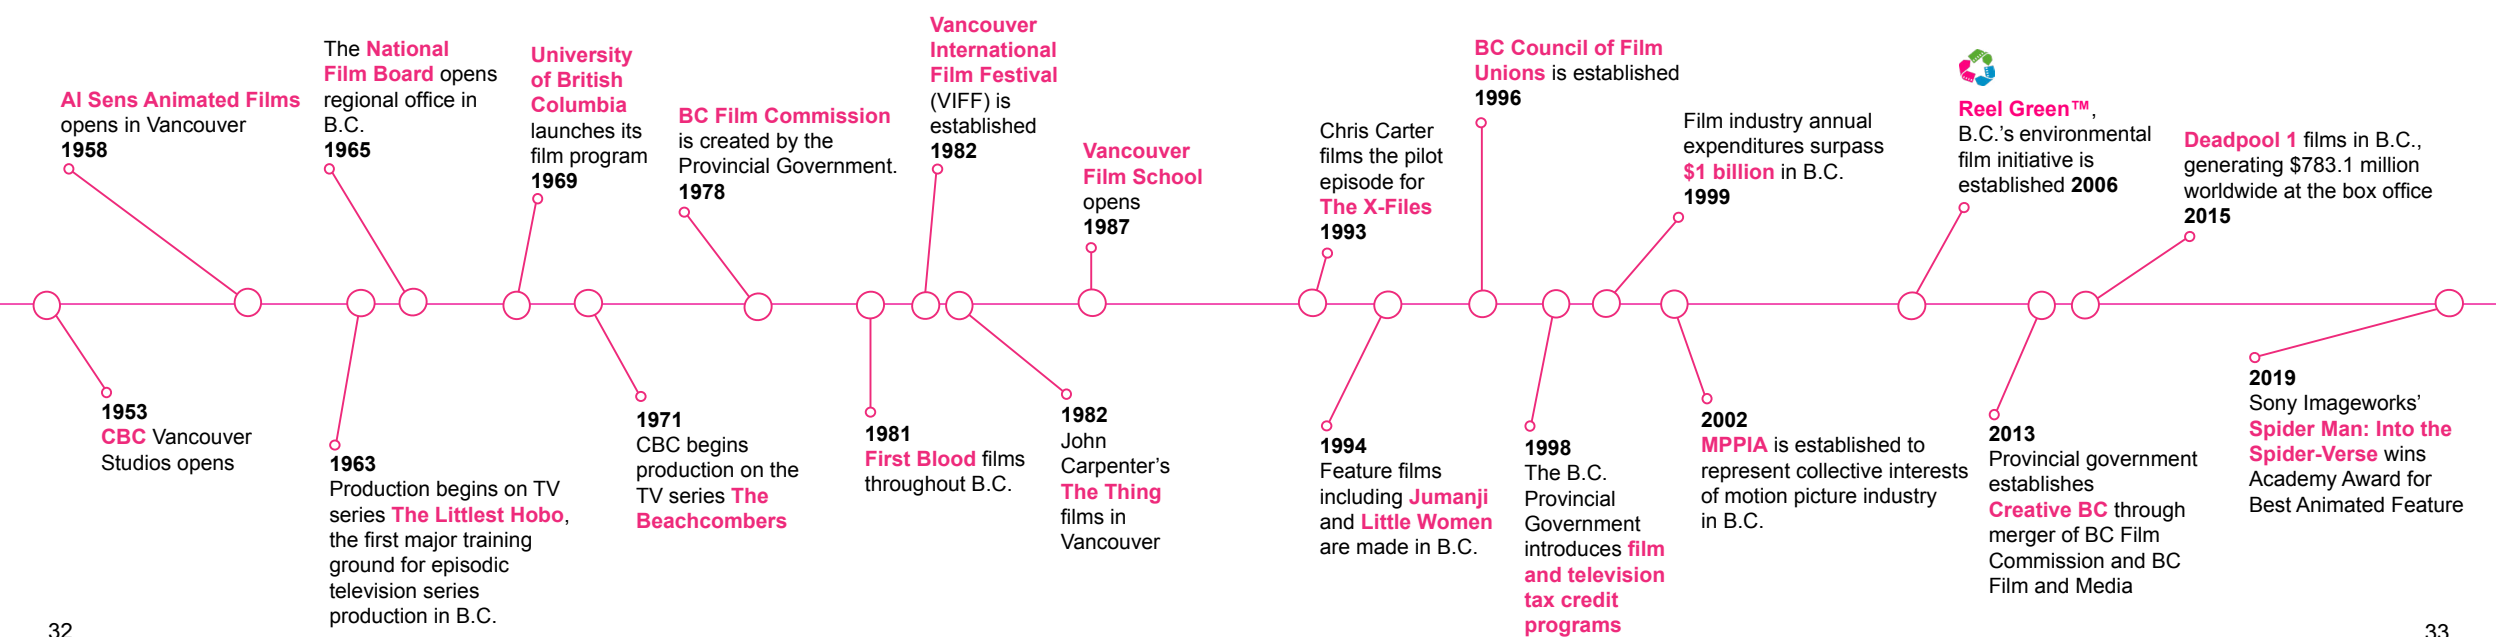 Al Sens Animated Films
opens in Vancouver
1958
The National
Film Board opens
regional office in
B.C.
1965
University
of British
Columbia
launches its
film program
1969
BC Film Commission
is created by the
Provincial Government.
1978
Vancouver
International
Film Festival
(VIFF) is
established
1982
Vancouver
Film School
opens
1987
Chris Carter
films the pilot
episode for
The X-Files
1993
BC Council of Film
Unions is established
1996
Film industry annual
expenditures surpass
$1 billion in B.C.
1999
Reel Green™,
B.C.'s environmental
film initiative is
established 2006
Deadpool 1 films in B.C.,
generating $783.1 million
worldwide at the box office
2015
1953
CBC Vancouver
Studios opens
1963
Production begins on TV
series The Littlest Hobo,
the first major training
ground for episodic
television series
production in B.C.
1971
CBC begins
production on the
TV series The
Beachcombers
1981
First Blood films
throughout B.C.
1982
John
Carpenter's
The Thing
films in
Vancouver
1994
Feature films
including Jumanji
and Little Women
are made in B.C.
1998
The B.C.
Provincial
Government
introduces film
and television
tax credit
programs
2002
MPPIA is established to
represent collective interests
of motion picture industry
in B.C.
2013
Provincial government
establishes
Creative BC through
merger of BC Film
Commission and BC
Film and Media
2019
Sony Imageworks'
Spider Man: Into the
Spider-Verse wins
Academy Award for
Best Animated Feature
32
33